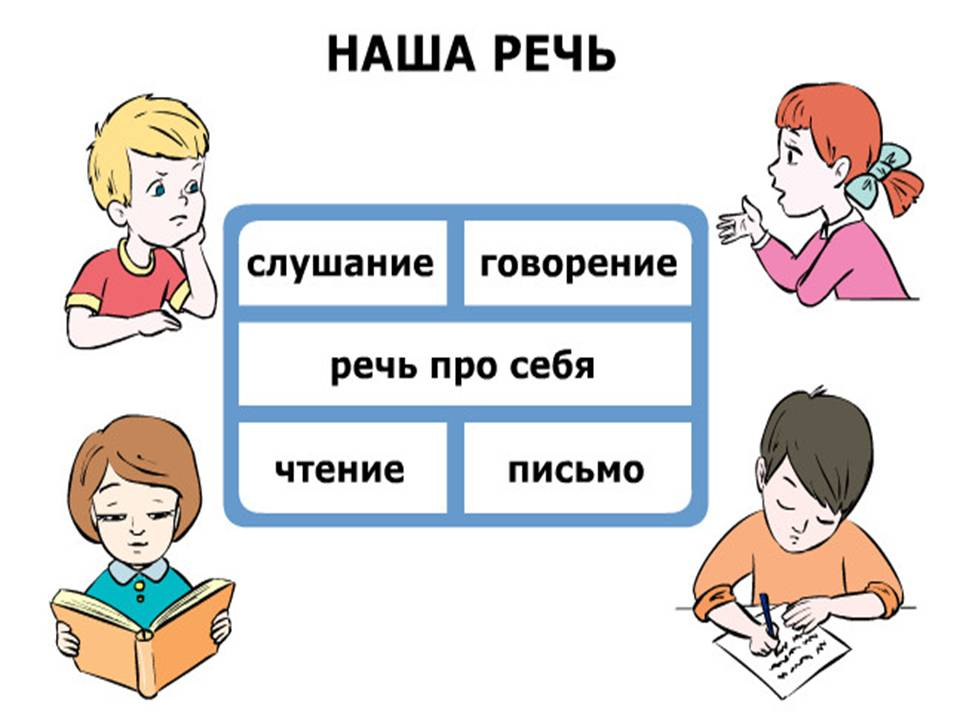 НАША РЕЧЬ
слушание
говорение
речь про себя
чтение
письмо